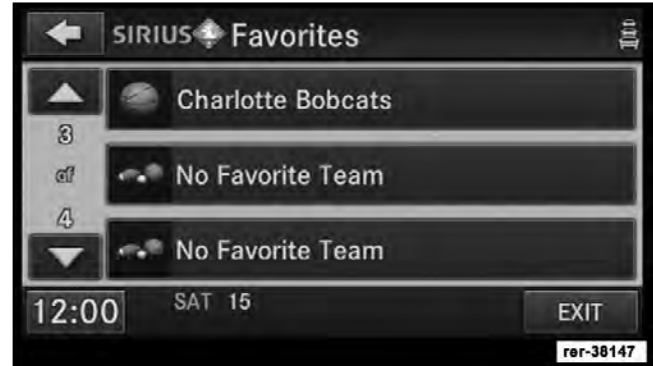 SIRIUS Favorites
Charlotte Bobcats
3
of
4
No Favorite Team
No Favorite Team
12:00
SAT 15
EXIT
rer-38147